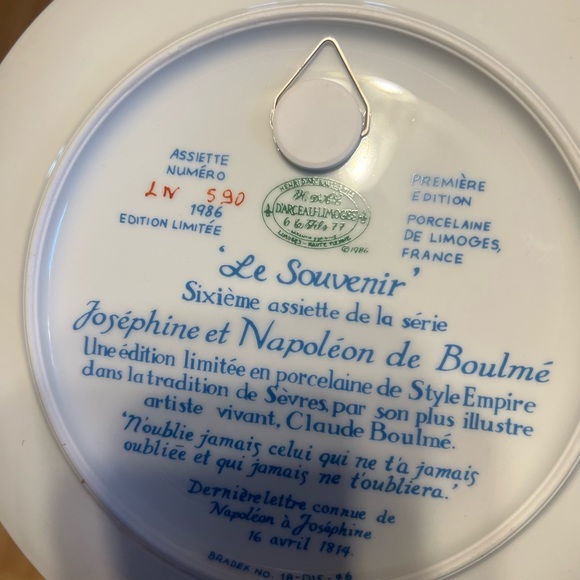 ASSIETTE
NUMÉRO
LN 590
1986
EDITION LIMITÉE
D'ARCEAU-LIMOGES
& Fils 77
©1986
PREMIÈRE
ÉDITION
PORCELAINE
DE LIMOGES,
FRANCE
'Le Souvenir'
Sixième assiette de la série
Joséphine et Napoléon de Boulmé
Une édition limitée en porcelaine de Style Empire
dans la tradition de Sèvres, par son plus illustre
artiste vivant, Claude Boulmé.
'N'oublie jamais celui qui ne t'a jamais
oubliée et qui jamais ne t'oubliera.'
Dernière lettre connue de
Napoléon à Joséphine
16 avril 1814.
BRADEX NO.